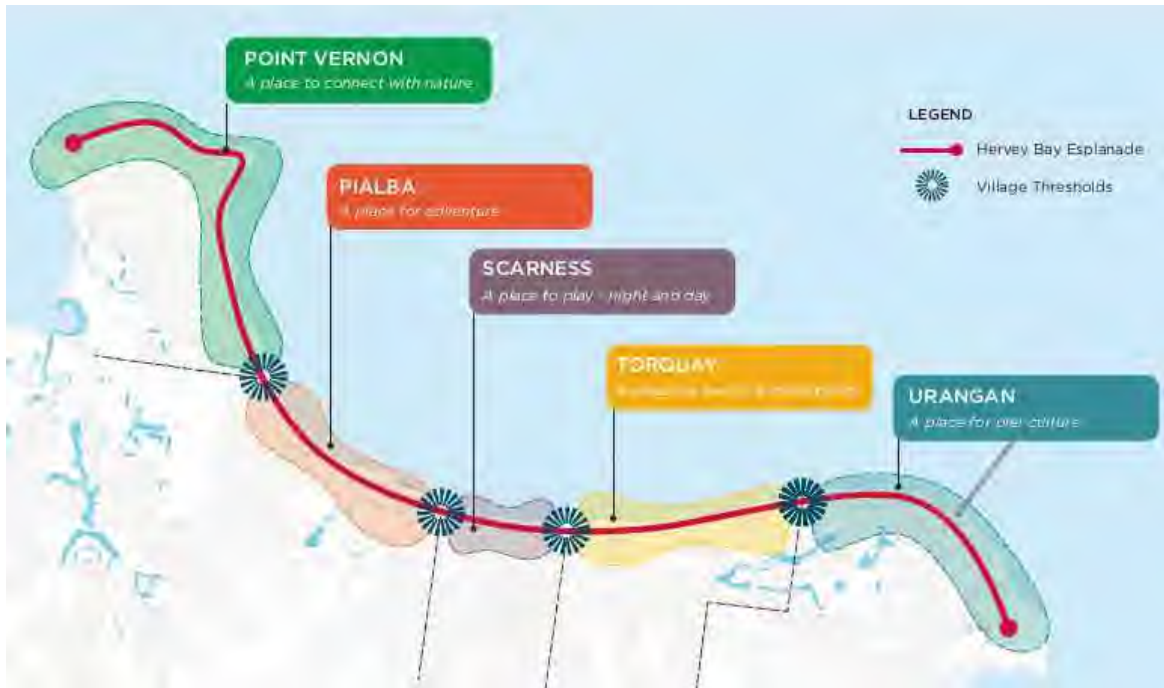 POINT VERNON
A place to connect with nature
PIALBA
A place for adventure
SCARNESS
A place to play - night and day
TORQUAY
URANGAN
A place for pier culture
LEGEND
Hervey Bay Esplanade
Village Thresholds